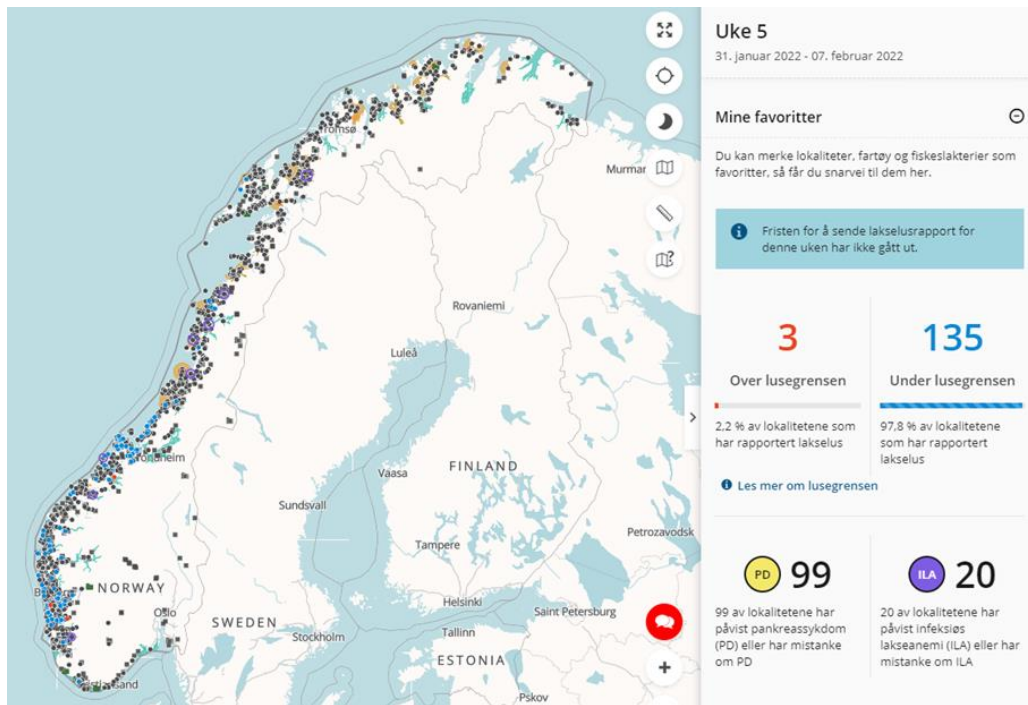 Uke 5
31. januar 2022 - 07. februar 2022
Mine favoritter
Du kan merke lokaliteter, fartøy og fiskeslakterier som
favoritter, så får du snarvei til dem her.
Fristen for å sende lakselusrapport for
denne uken har ikke gått ut.
3
Over lusegrensen
2,2 % av lokalitetene som
har rapportert lakselus
135
Under lusegrensen
97,8 % av lokalitetene
som har rapportert
lakselus
Les mer om lusegrensen
PD 99
99 av lokalitetene har
påvist pankreassykdom
(PD) eller har mistanke
om PD
ILA 20
20 av lokalitetene har
påvist infeksiøs
lakseanemi (ILA) eller har
mistanke om ILA
Tromsø
Murmar
Rovaniemi
Luleå
FINLAND
Vaasa
Sundsvall
Petrozavodsk
Tampere
NORWAY
Oslo
SWEDEN
Helsinki
Saint Petersburg
Stockholm
Tallinn
ESTONIA
Pskov